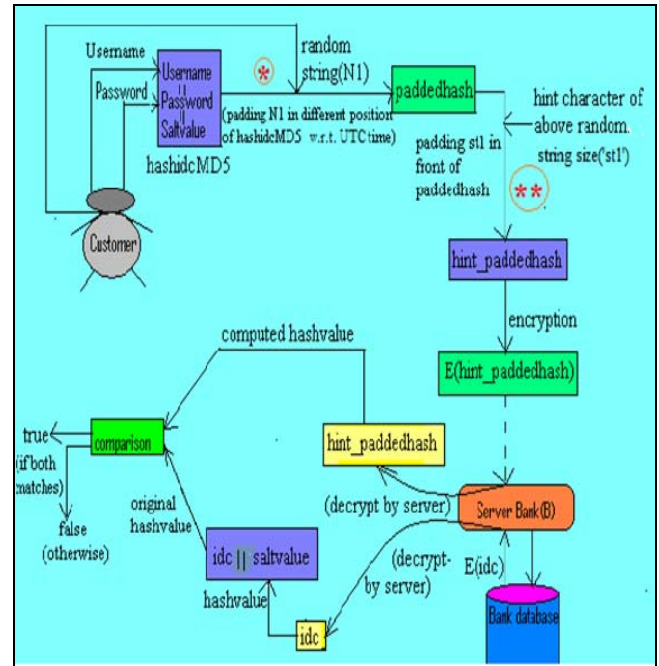 Username
Password
Username
||
Password
||
Saltvalue
hashidcMD5
*
random
string(N1)
(padding N1 in different position
of hashidcMD5 w.r.t. UTC time)
paddedhash
hint character of
above random.
string size('st1')
padding st1 in
front of
paddedhash
**
Customer
hint_paddedhash
encryption
E(hint_paddedhash)
computed hashvalue
hint_paddedhash
(decrypt by server)
Server Bank(B)
true
(if both
matches)
comparison
false
(otherwise)
original
hashvalue
idc || saltvalue
hashvalue
idc
(decrypt-
by server)
E(idc)
Bank database